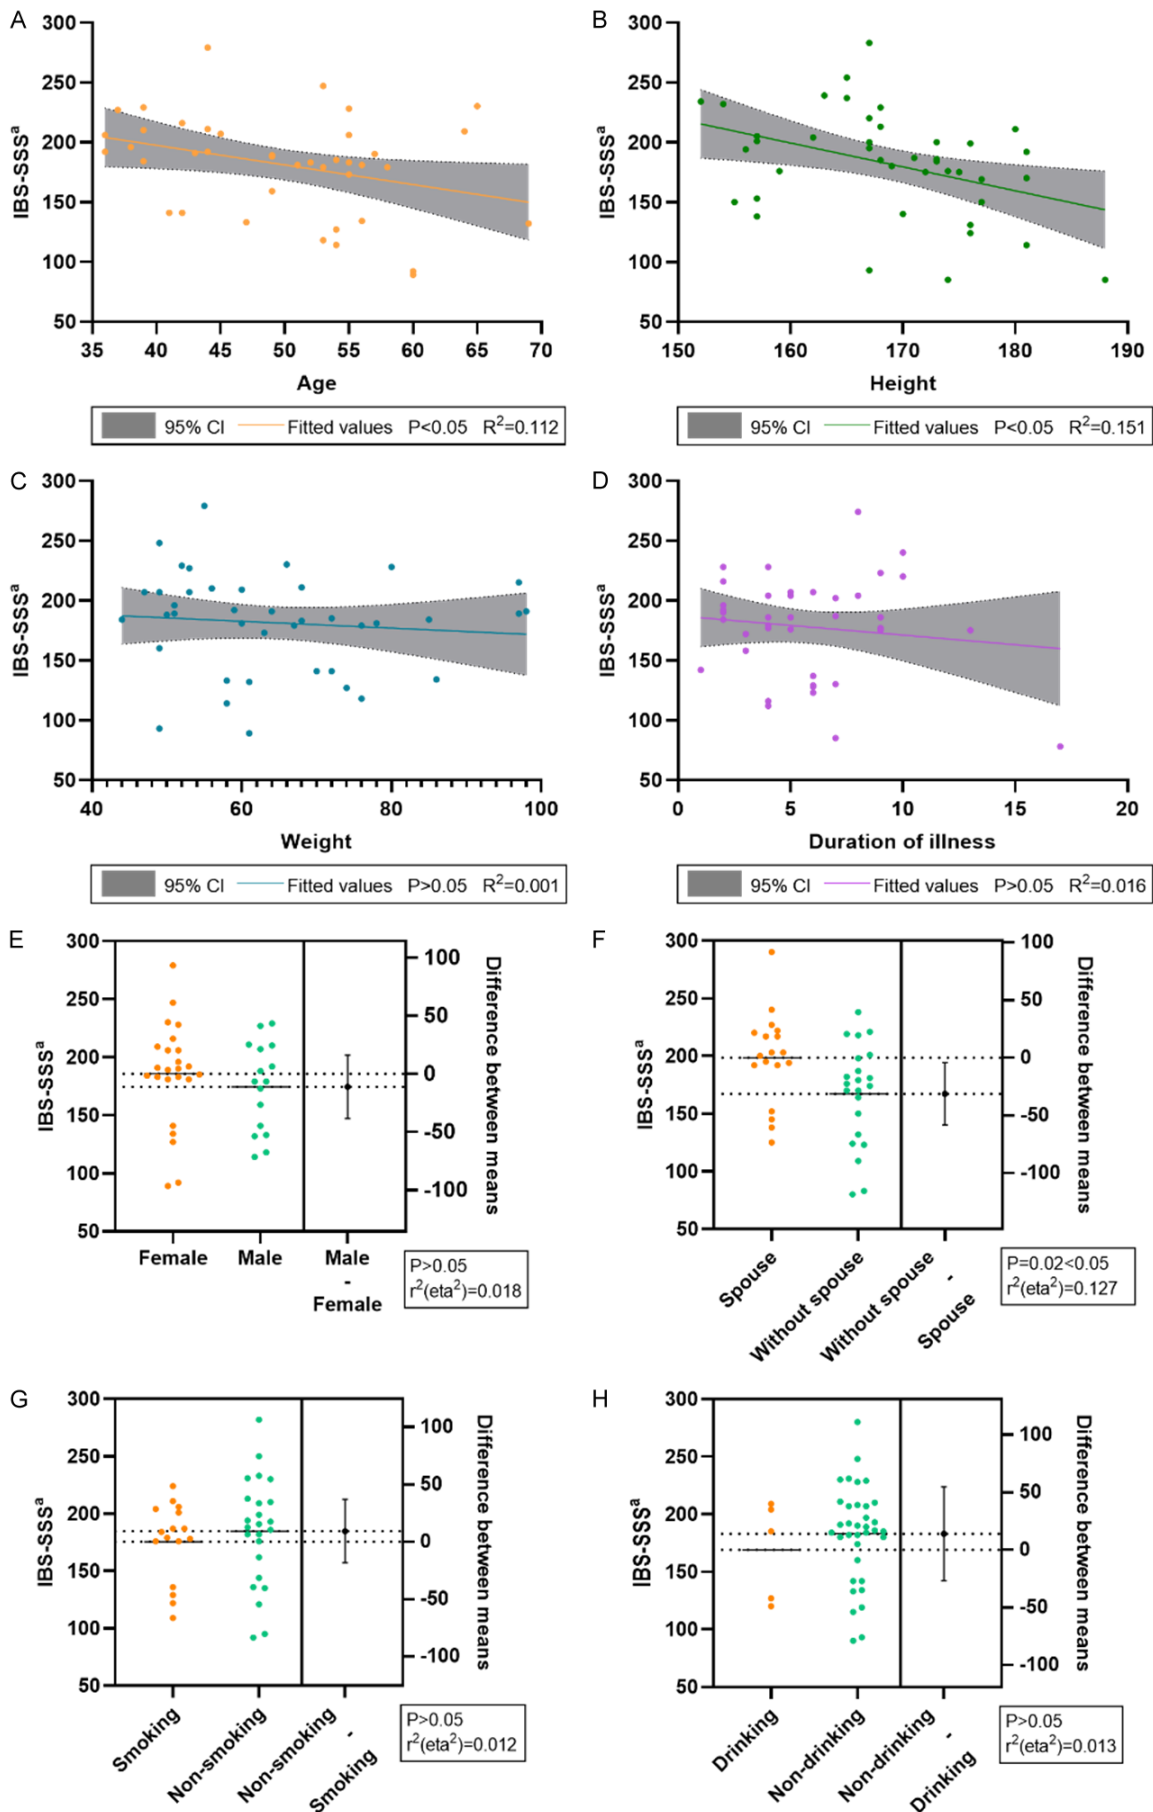 A
300
250
200
150
100
50
IBS-SSSᵃ
35 40 45 50 55 60 65 70
Age
95% CI Fitted values P<0.05 R²=0.112
B
300
250
200
150
100
50
IBS-SSSᵃ
150 160 170 180 190
Height
95% CI Fitted values P<0.05 R²=0.151
C
300
250
200
150
100
50
IBS-SSSᵃ
40 60 80 100
Weight
95% CI Fitted values P>0.05 R²=0.001
D
300
250
200
150
100
50
IBS-SSSᵃ
0 5 10 15 20
Duration of illness
95% CI Fitted values P>0.05 R²=0.016
E
300
250
200
150
100
50
IBS-SSSᵃ
100
50
0
-50
-100
Difference between means
Female Male Male
-
Female
P>0.05
r²(eta²)=0.018
F
300
250
200
150
100
50
IBS-SSSᵃ
100
50
0
-50
-100
Difference between means
Spouse
Without spouse
Without spouse
-
Spouse
P=0.02<0.05
r²(eta²)=0.127
G
300
250
200
150
100
50
IBS-SSSᵃ
100
50
0
-50
-100
Difference between means
Smoking
Non-smoking
Non-smoking
-
Smoking
P>0.05
r²(eta²)=0.012
H
300
250
200
150
100
50
IBS-SSSᵃ
100
50
0
-50
-100
Difference between means
Drinking
Non-drinking
Non-drinking
-
Drinking
P>0.05
r²(eta²)=0.013